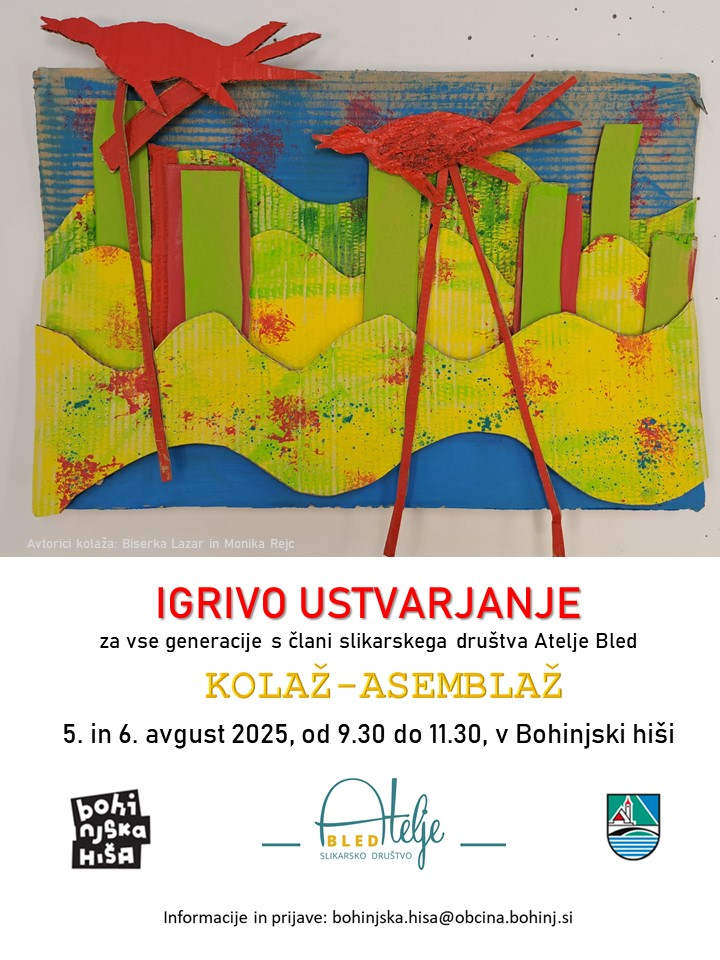 Avtorici kolaža: Biserka Lazar in Monika Rejc
IGRIVO USTVARJANJE
za vse generacije s člani slikarskega društva Atelje Bled
KOLAŽ-ASEMBLAŽ
5. in 6. avgust 2025, od 9.30 do 11.30, v Bohinjski hiši
bohi
njska
HIŠA
Atelje
BLED
SLIKARSKO DRUŠTVO
Informacije in prijave: bohinjska.hisa@obcina.bohinj.si